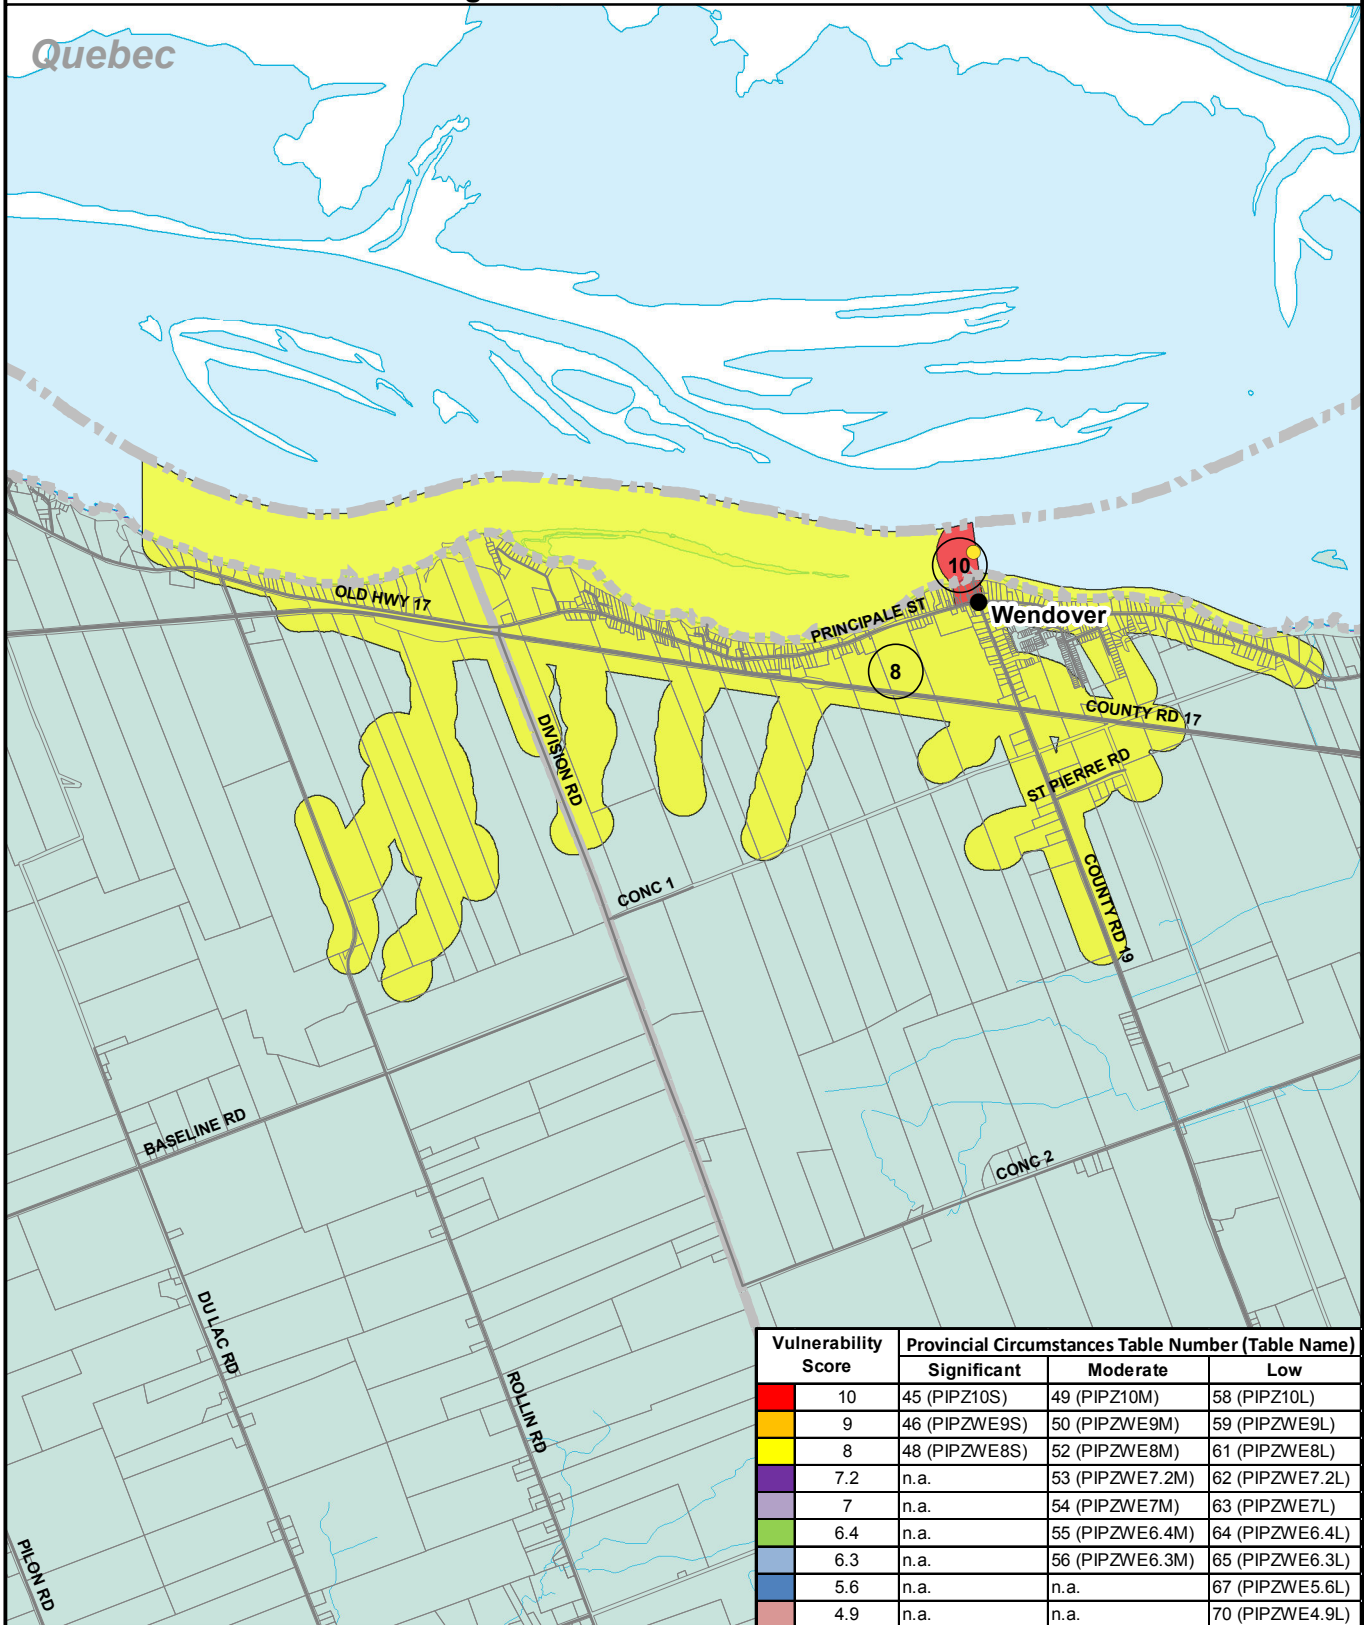 Quebec
OLD HWY 17
PRINCIPALE ST
10
Wendover
8
COUNTY RD 17
DIVISION RD
ST PIERRE RD
CONC 1
COUNTY RD 19
BASELINE RD
CONC 2
DU LAC RD
ROLLIN RD
PILON RD
Vulnerability Score Provincial Circumstances Table Number (Table Name)
Significant Moderate Low
10 45 (PIPZ10S) 49 (PIPZ10M) 58 (PIPZ10L)
9 46 (PIPZWE9S) 50 (PIPZWE9M) 59 (PIPZWE9L)
8 48 (PIPZWE8S) 52 (PIPZWE8M) 61 (PIPZWE8L)
7.2 n.a. 53 (PIPZWE7.2M) 62 (PIPZWE7.2L)
7 n.a. 54 (PIPZWE7M) 63 (PIPZWE7L)
6.4 n.a. 55 (PIPZWE6.4M) 64 (PIPZWE6.4L)
6.3 n.a. 56 (PIPZWE6.3M) 65 (PIPZWE6.3L)
5.6 n.a. n.a. 67 (PIPZWE5.6L)
4.9 n.a. n.a. 70 (PIPZWE4.9L)